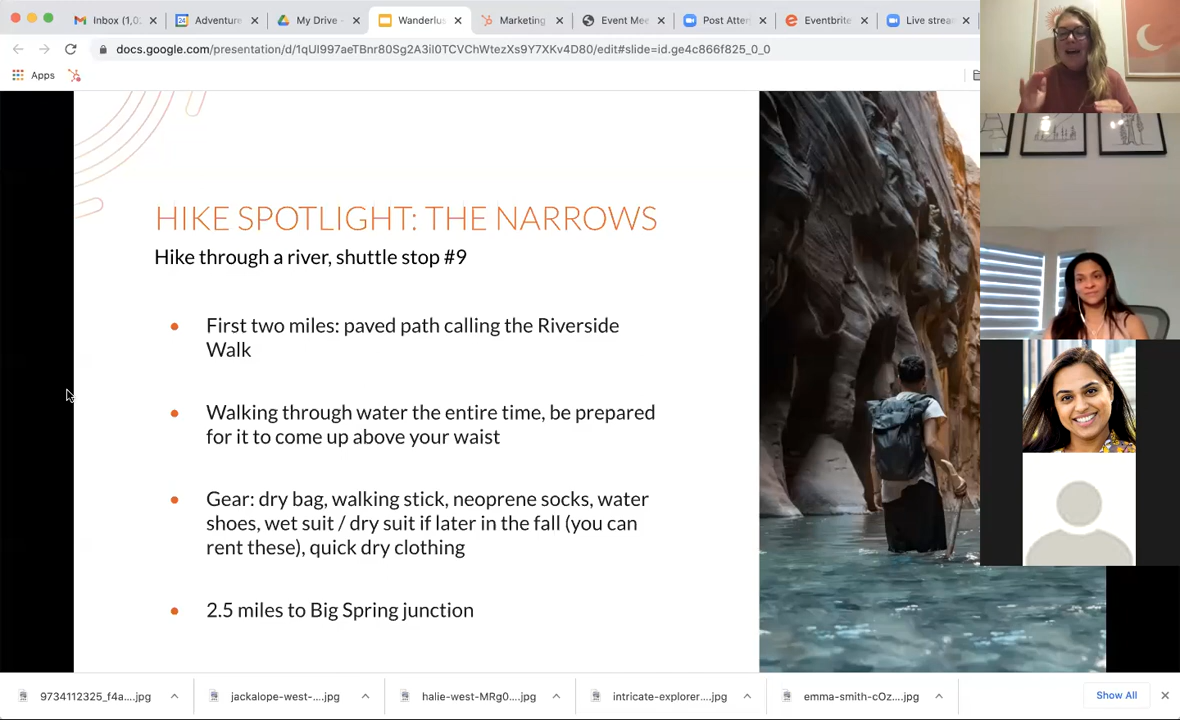 Inbox (1,0
Adventure
My Drive -
Wanderlus
Marketing
Event Mee
Post Atten
Eventbrite
Live strean
docs.google.com/presentation/d/1qUl997aeTBnr80Sg2A3il0TCVChWtezXs9Y7XKv4D80/edit#slide=id.ge4c866f825_0_0
Apps
HIKE SPOTLIGHT: THE NARROWS
Hike through a river, shuttle stop #9
First two miles: paved path calling the Riverside
Walk
Walking through water the entire time, be prepared
for it to come up above your waist
Gear: dry bag, walking stick, neoprene socks, water
shoes, wet suit / dry suit if later in the fall (you can
rent these), quick dry clothing
2.5 miles to Big Spring junction
9734112325_f4a....jpg
jackalope-west-....jpg
halie-west-MRg0....jpg
intricate-explorer....jpg
emma-smith-cOz....jpg
Show All